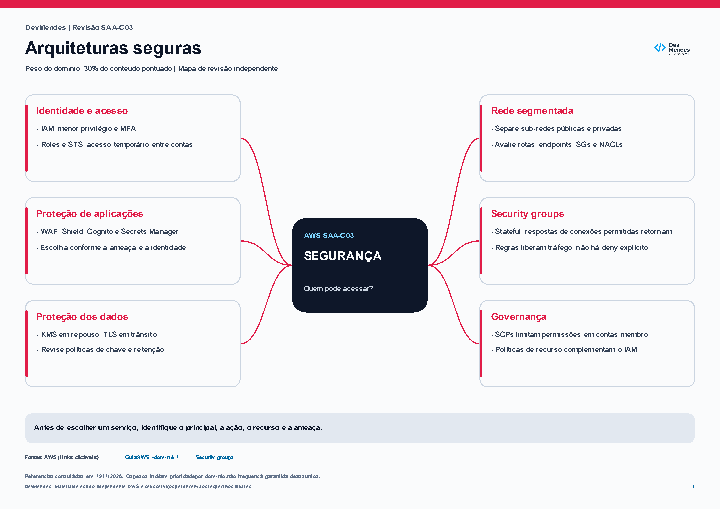 DevMendes | Revisão SAA-C03
Arquiteturas seguras
Peso do domínio: 30% do conteúdo pontuado | Mapa de revisão independente
Dev
Mendes
Identidade e acesso
- IAM: menor privilégio e MFA
- Roles e STS: acesso temporário entre contas
Proteção de aplicações
- WAF, Shield, Cognito e Secrets Manager
- Escolha conforme a ameaça e a identidade
Proteção dos dados
- KMS em repouso; TLS em trânsito
- Revise políticas de chave e retenção
AWS SAA-C03
SEGURANÇA
Quem pode acessar?
Rede segmentada
- Separe sub-redes públicas e privadas
- Avalie rotas, endpoints, SGs e NACLs
Security groups
- Stateful: respostas de conexões permitidas retornam
- Regras liberam tráfego; não há deny explícito
Governança
- SCPs limitam permissões em contas membro
- Políticas de recurso complementam o IAM
Antes de escolher um serviço, identifique o principal, a ação, o recurso e a ameaça.
Fontes AWS (links clicáveis)
Security groups